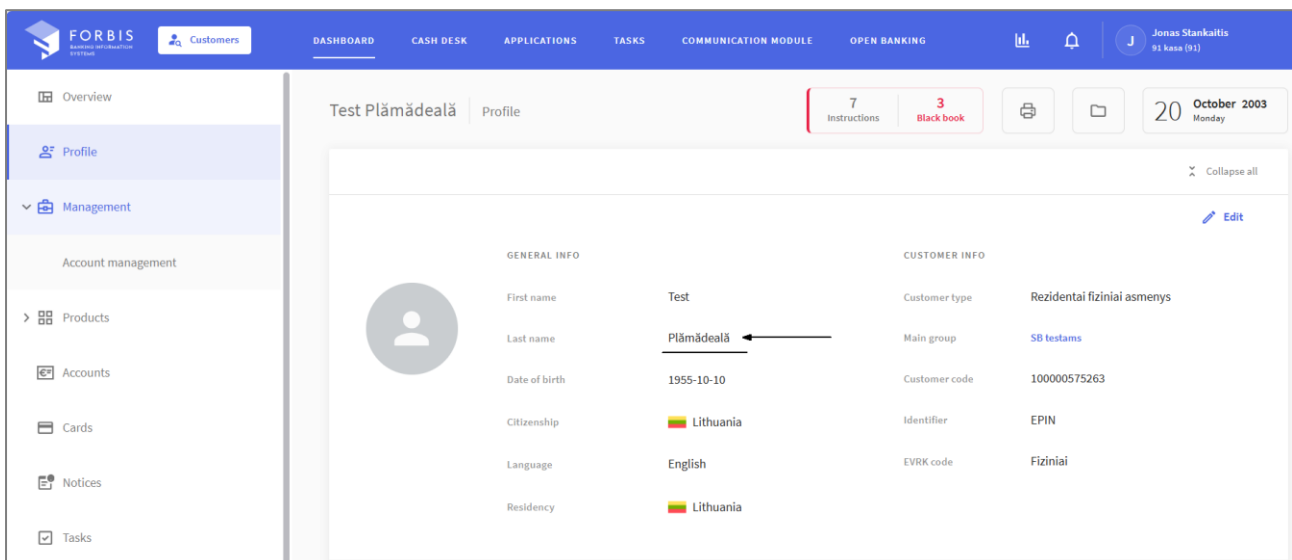 FORBIS
BANKING INFORMATION
SYSTEMS
Customers
DASHBOARD
CASH DESK
APPLICATIONS
TASKS
COMMUNICATION MODULE
OPEN BANKING
J
Jonas Stankaitis
91 kasa (91)
Overview
Profile
Management
Account management
Products
Accounts
Cards
Notices
Tasks
Test Plămădeală
Profile
7
Instructions
3
Black book
20
October 2003
Monday
Collapse all
Edit
GENERAL INFO
First name Test
Last name Plămădeală
Date of birth 1955-10-10
Citizenship Lithuania
Language English
Residency Lithuania
CUSTOMER INFO
Customer type Rezidentai fiziniai asmenys
Main group SB testams
Customer code 100000575263
Identifier EPIN
EVRK code Fiziniai